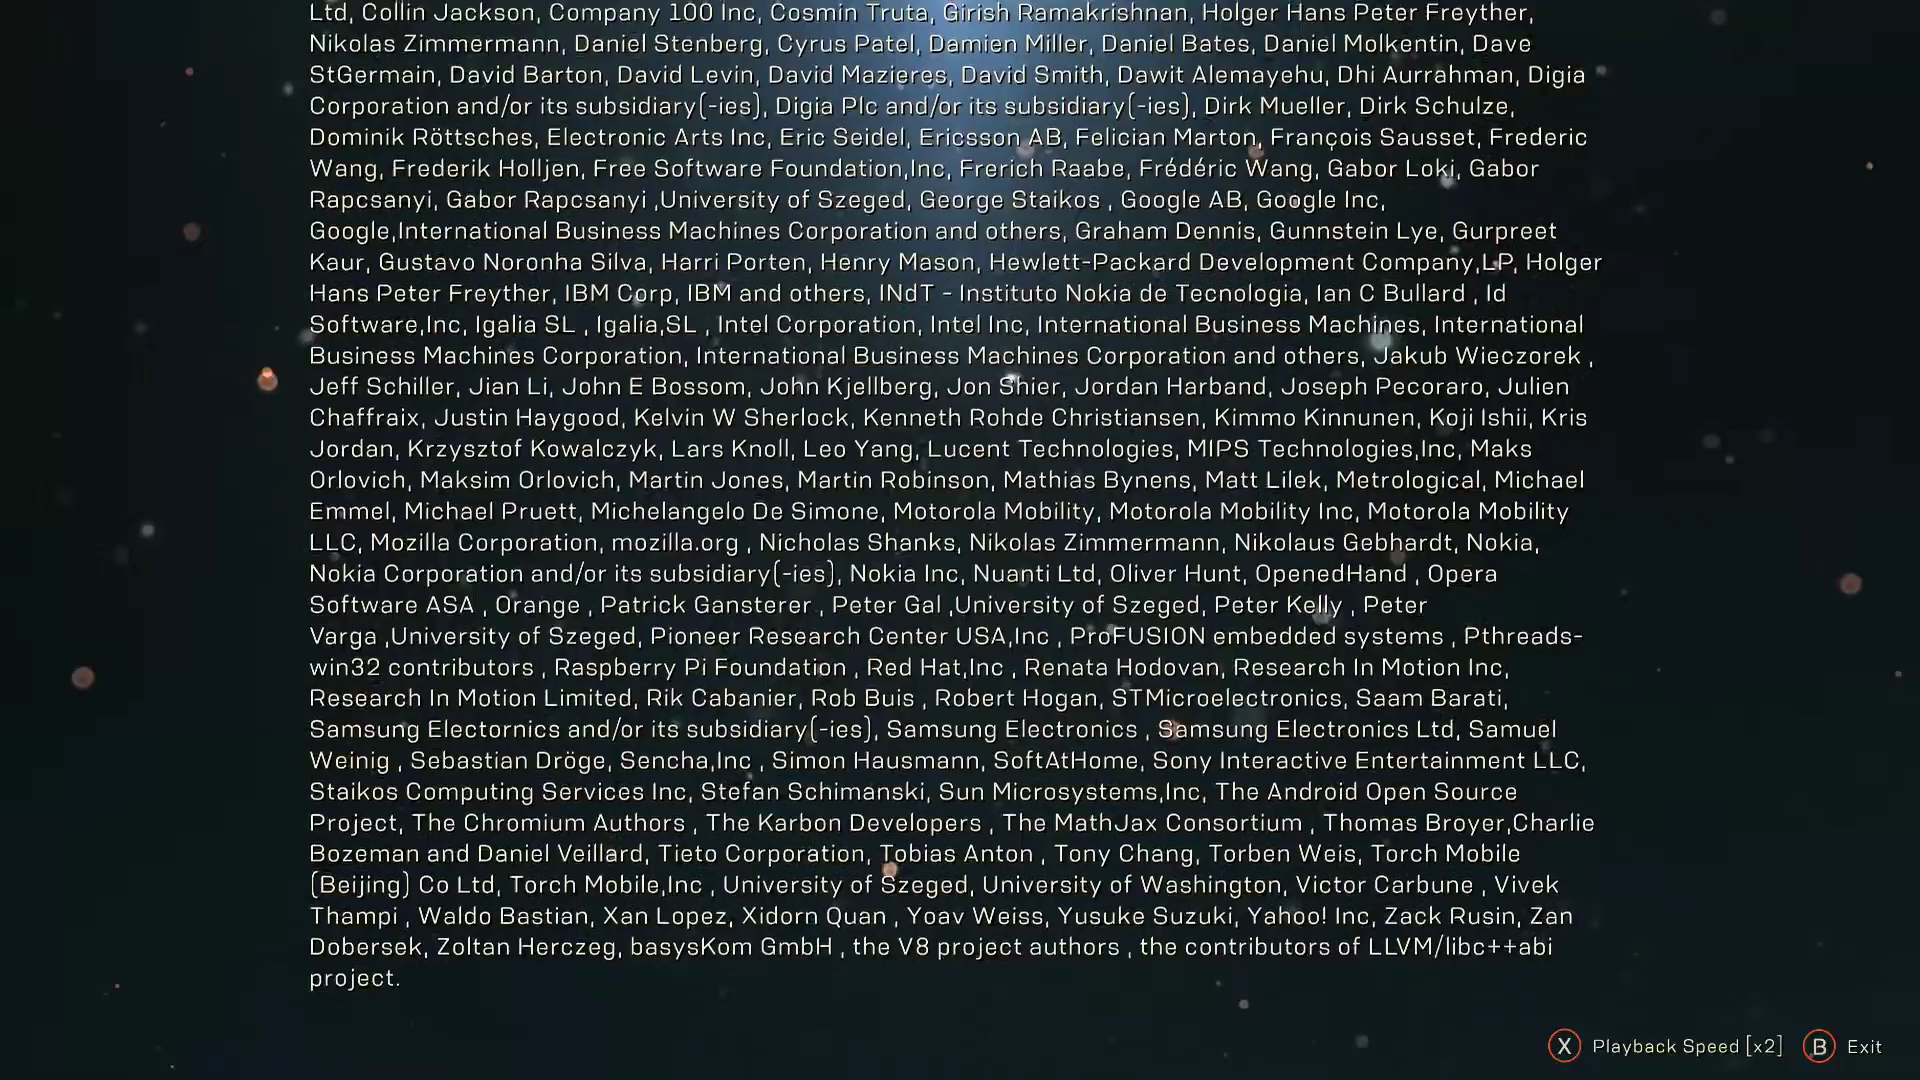 Ltd, Collin Jackson, Company 100 Inc, Cosmin Truta, Girish Ramakrishnan, Holger Hans Peter Freyther,
Nikolas Zimmermann, Daniel Stenberg, Cyrus Patel, Damien Miller, Daniel Bates, Daniel Molkentin, Dave
StGermain, David Barton, David Levin, David Mazieres, David Smith, Dawit Alemayehu, Dhi Aurrahman, Digia
Corporation and/or its subsidiary(-ies), Digia Plc and/or its subsidiary(-ies), Dirk Mueller, Dirk Schulze,
Dominik Röttsches, Electronic Arts Inc, Eric Seidel, Ericsson AB, Felician Marton, François Sausset, Frederic
Wang, Frederik Holljen, Free Software Foundation,Inc, Frerich Raabe, Frédéric Wang, Gabor Loki, Gabor
Rapcsanyi, Gabor Rapcsanyi ,University of Szeged, George Staikos , Google AB, Google Inc,
Google,International Business Machines Corporation and others, Graham Dennis, Gunnstein Lye, Gurpreet
Kaur, Gustavo Noronha Silva, Harri Porten, Henry Mason, Hewlett-Packard Development Company,LP, Holger
Hans Peter Freyther, IBM Corp, IBM and others, INdT - Instituto Nokia de Tecnologia, Ian C Bullard , Id
Software,Inc, Igalia SL , Igalia,SL , Intel Corporation, Intel Inc, International Business Machines, International
Business Machines Corporation, International Business Machines Corporation and others, Jakub Wieczorek ,
Jeff Schiller, Jian Li, John E Bossom, John Kjellberg, Jon Shier, Jordan Harband, Joseph Pecoraro, Julien
Chaffraix, Justin Haygood, Kelvin W Sherlock, Kenneth Rohde Christiansen, Kimmo Kinnunen, Koji Ishii, Kris
Jordan, Krzysztof Kowalczyk, Lars Knoll, Leo Yang, Lucent Technologies, MIPS Technologies,Inc, Maks
Orlovich, Maksim Orlovich, Martin Jones, Martin Robinson, Mathias Bynens, Matt Lilek, Metrological, Michael
Emmel, Michael Pruett, Michelangelo De Simone, Motorola Mobility, Motorola Mobility Inc, Motorola Mobility
LLC, Mozilla Corporation, mozilla.org , Nicholas Shanks, Nikolas Zimmermann, Nikolaus Gebhardt, Nokia,
Nokia Corporation and/or its subsidiary(-ies), Nokia Inc, Nuanti Ltd, Oliver Hunt, OpenedHand , Opera
Software ASA , Orange , Patrick Gansterer , Peter Gal ,University of Szeged, Peter Kelly , Peter
Varga ,University of Szeged, Pioneer Research Center USA,Inc , ProFUSION embedded systems , Pthreads-
win32 contributors , Raspberry Pi Foundation , Red Hat,Inc , Renata Hodovan, Research In Motion Inc,
Research In Motion Limited, Rik Cabanier, Rob Buis , Robert Hogan, STMicroelectronics, Saam Barati,
Samsung Electornics and/or its subsidiary(-ies), Samsung Electronics , Samsung Electronics Ltd, Samuel
Weinig , Sebastian Dröge, Sencha,Inc , Simon Hausmann, SoftAtHome, Sony Interactive Entertainment LLC,
Staikos Computing Services Inc, Stefan Schimanski, Sun Microsystems,Inc, The Android Open Source
Project, The Chromium Authors , The Karbon Developers , The MathJax Consortium , Thomas Broyer,Charlie
Bozeman and Daniel Veillard, Tieto Corporation, Tobias Anton , Tony Chang, Torben Weis, Torch Mobile
(Beijing) Co Ltd, Torch Mobile,Inc , University of Szeged, University of Washington, Victor Carbune , Vivek
Thampi , Waldo Bastian, Xan Lopez, Xidorn Quan , Yoav Weiss, Yusuke Suzuki, Yahoo! Inc, Zack Rusin, Zan
Dobersek, Zoltan Herczeg, basysKom GmbH , the V8 project authors , the contributors of LLVM/libc++abi
project.
X Playback Speed [x2] B Exit